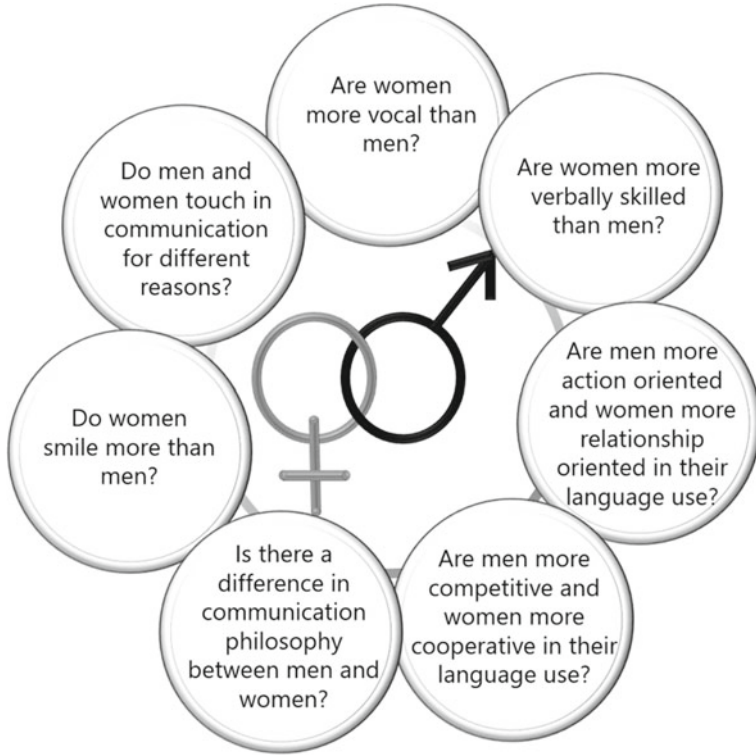 Are women
more vocal than
men?
Are women more
verbally skilled
than men?
Are men more
action oriented
and women more
relationship
oriented in their
language use?
Are men more
competitive and
women more
cooperative in their
language use?
Is there a
difference in
communication
philosophy
between men and
women?
Do women
smile more than
men?
Do men and
women touch in
communication
for different
reasons?